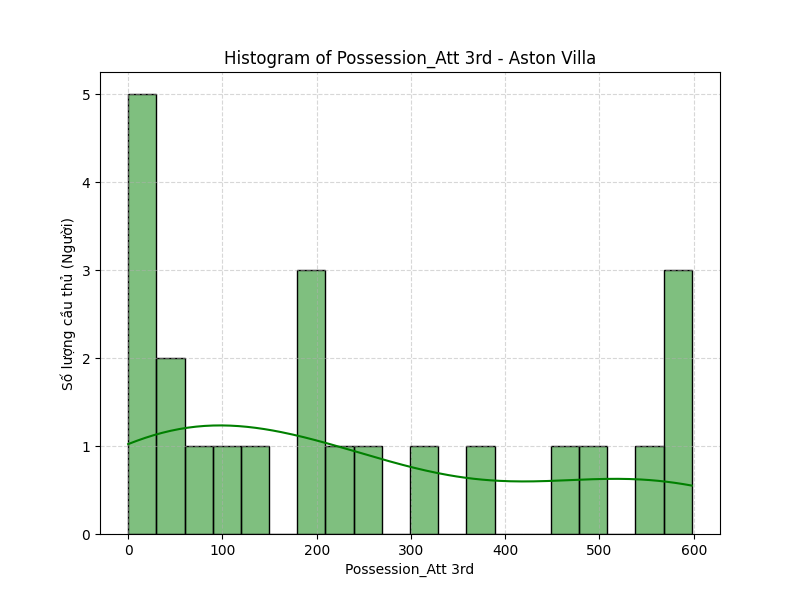 Histogram of Possession_Att 3rd - Aston Villa
Số lượng cầu thủ (Người)
5
4
3
2
1
0
0 100 200 300 400 500 600
Possession_Att 3rd